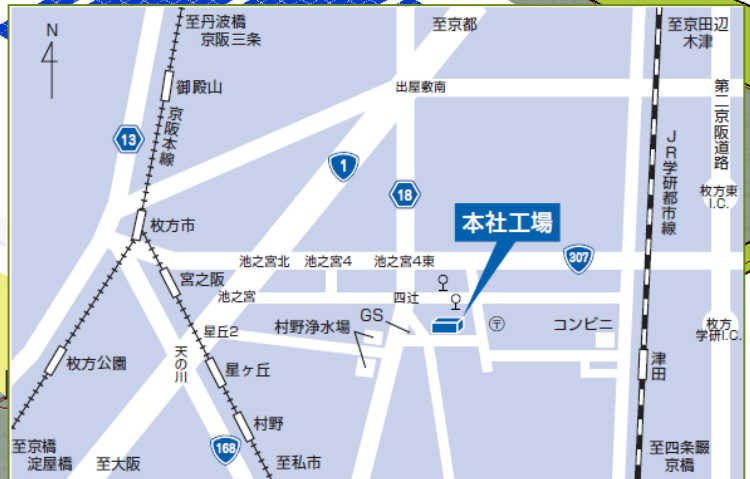 N
至丹波橋
京阪三条
至京都
至京田辺
木津
御殿山
出屋敷南
第二京阪道路
13
京阪本線
1
JR学研都市線
18
枚方東
I.C.
本社工場
枚方市
池之宮北
池之宮4
池之宮4東
307
宮之阪
池之宮
四辻
星丘2
村野浄水場
GS
〒
コンビニ
枚方
学研I.C.
天の川
枚方公園
星ヶ丘
津田
村野
168
至京橋
淀屋橋
至大阪
至私市
至四条畷
京橋